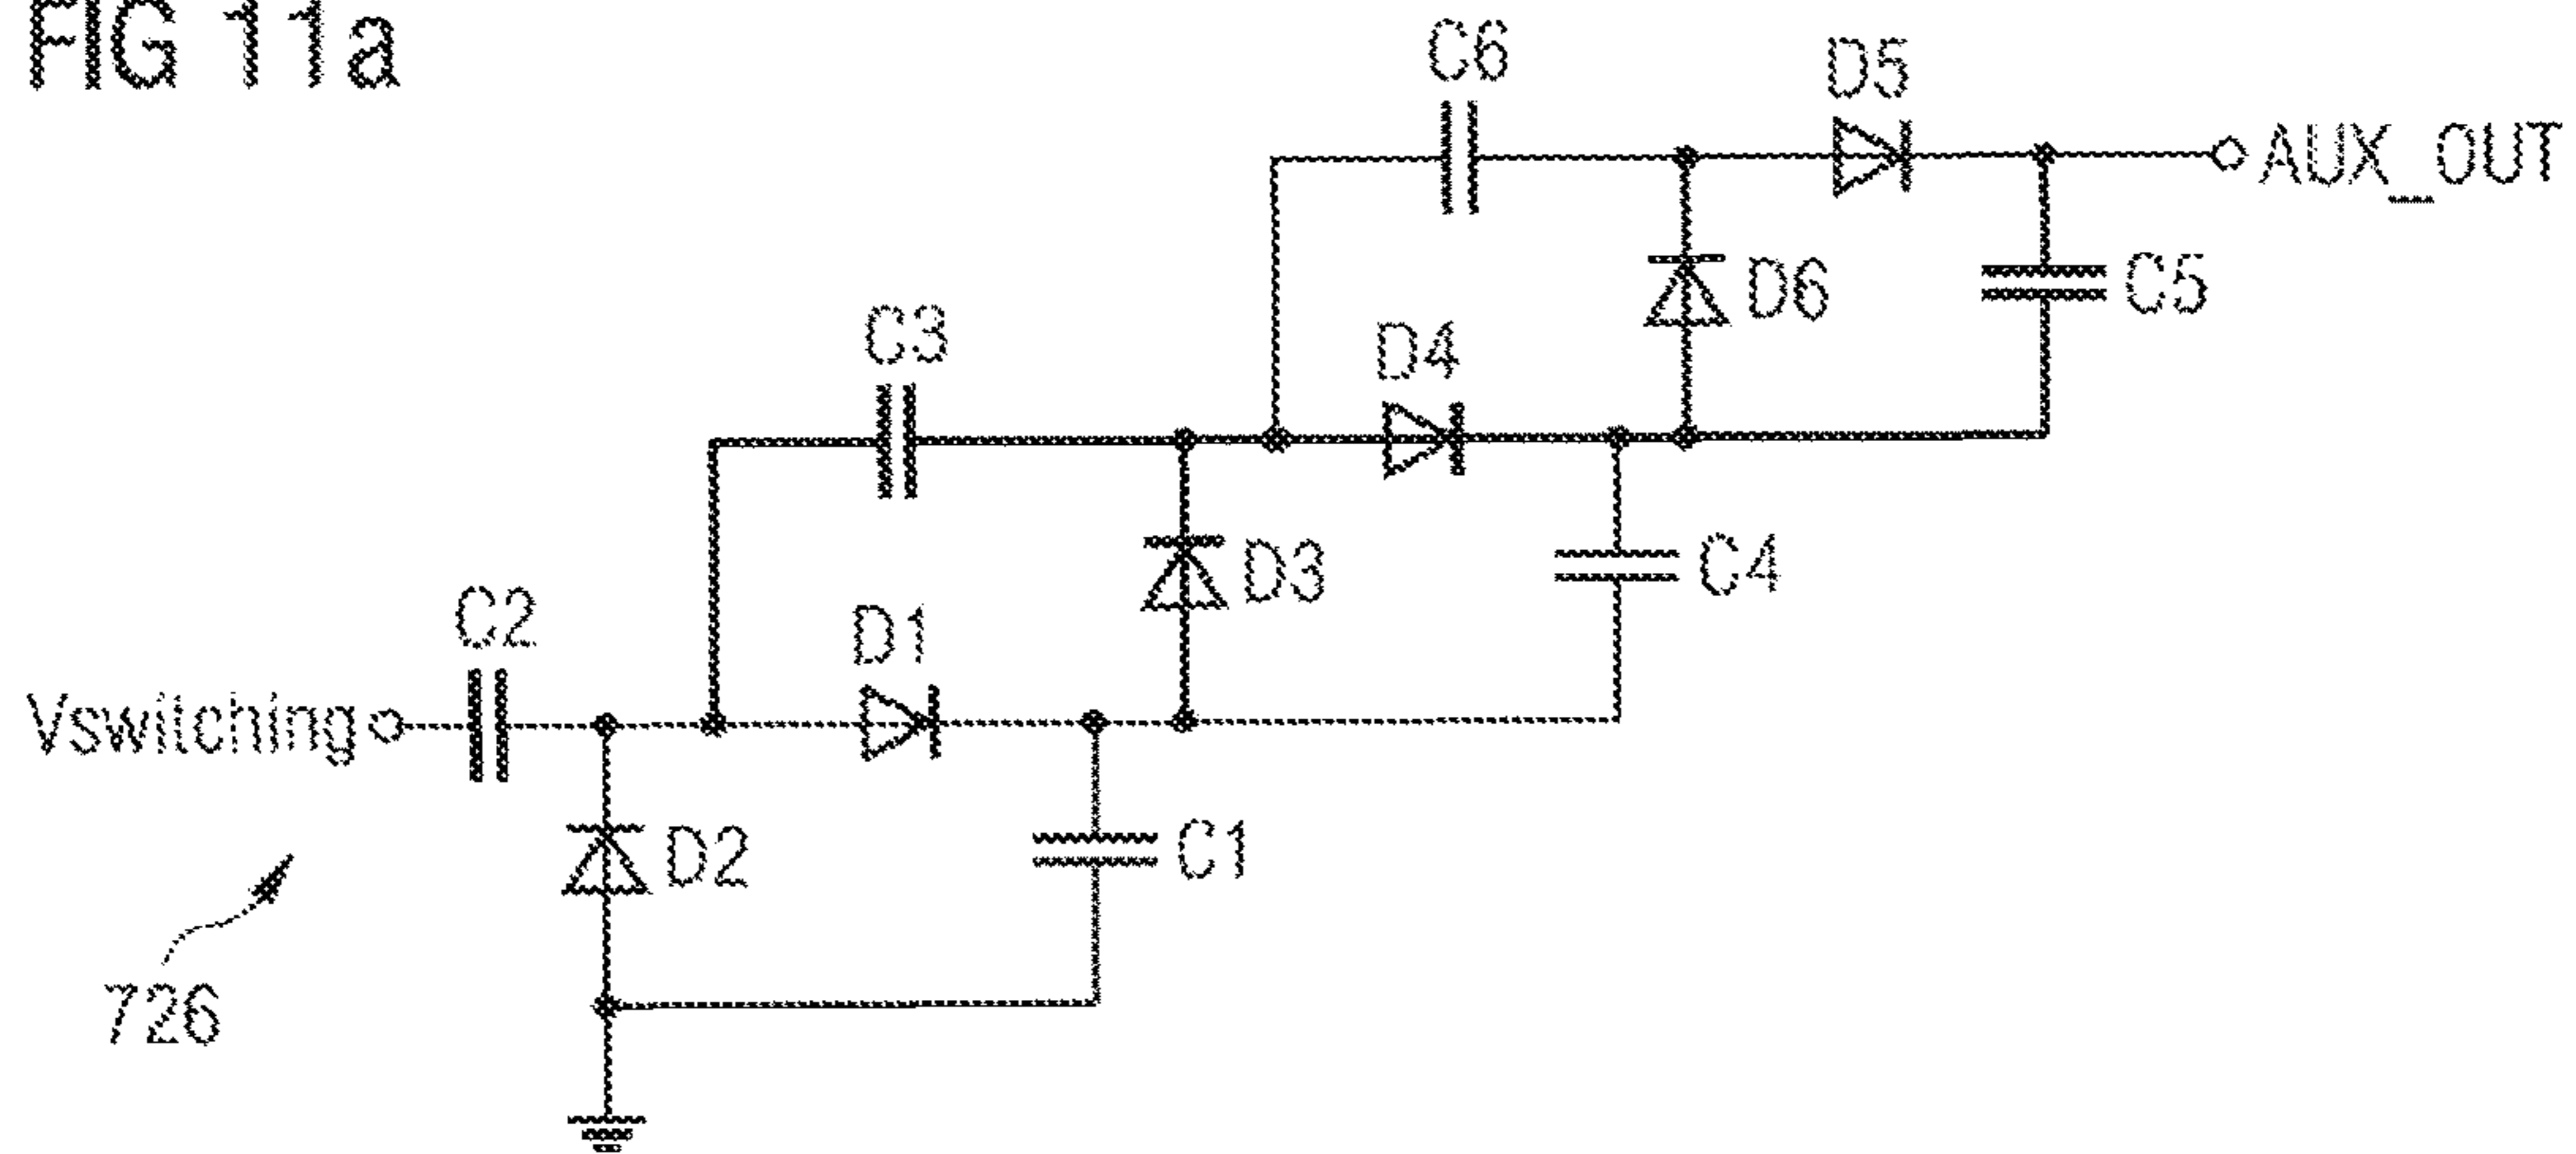 FIG 11a
C6
D5
AUX_OUT
D6
C5
C3
D4
D3
C4
C2
D1
Vswitching
D2
C1
726